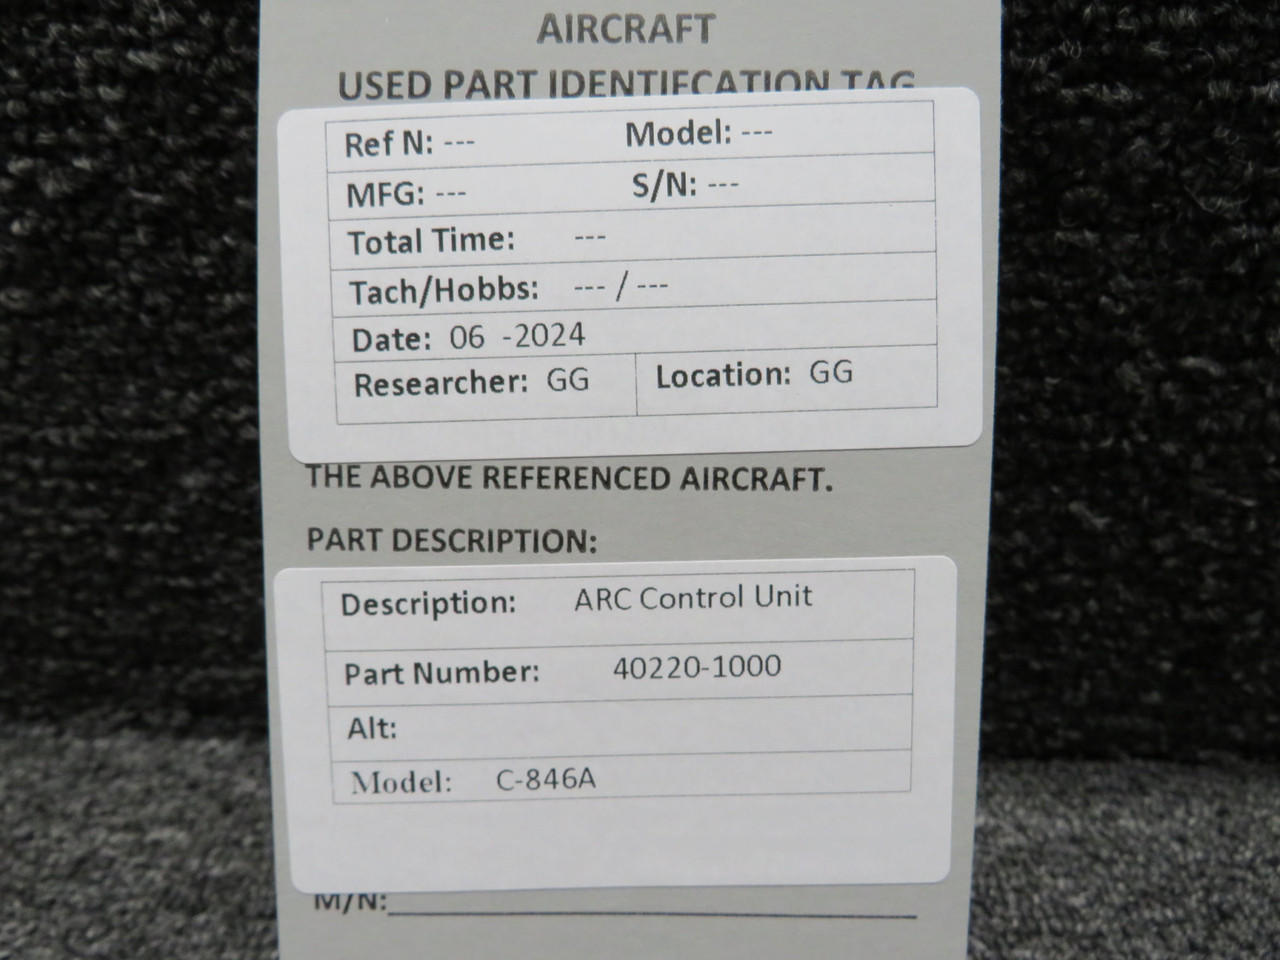 AIRCRAFT
USED PART IDENTIFCATION TAG
Ref N: --- Model: ---
MFG: --- S/N: ---
Total Time: ---
Tach/Hobbs: --- / ---
Date: 06 -2024
Researcher: GG Location: GG
THE ABOVE REFERENCED AIRCRAFT.
PART DESCRIPTION:
Description: ARC Control Unit
Part Number: 40220-1000
Alt:
Model: C-846A
M/N: